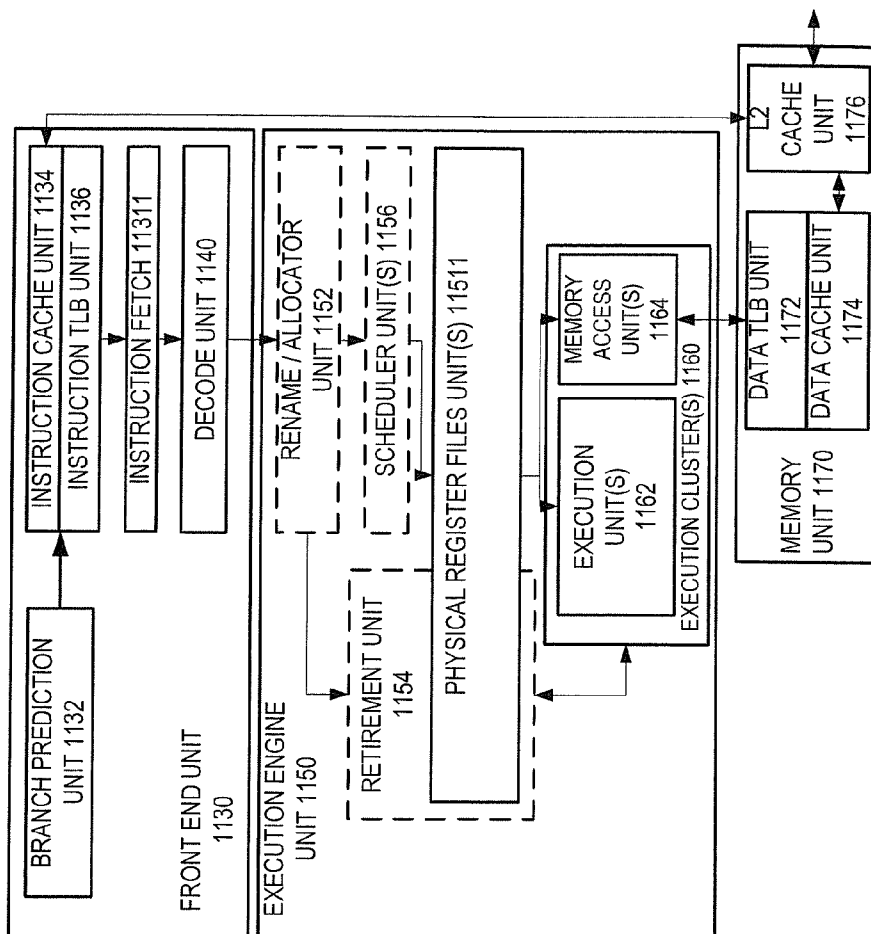 BRANCH PREDICTION
UNIT 1132
INSTRUCTION CACHE UNIT 1134
INSTRUCTION TLB UNIT 1136
INSTRUCTION FETCH 11311
DECODE UNIT 1140
FRONT END UNIT
1130
EXECUTION ENGINE
UNIT 1150
RENAME / ALLOCATOR
UNIT 1152
SCHEDULER UNIT(S) 1156
RETIREMENT UNIT
1154
PHYSICAL REGISTER FILES UNIT(S) 11511
EXECUTION
UNIT(S)
1162
MEMORY
ACCESS
UNIT(S)
1164
EXECUTION CLUSTER(S) 1160
MEMORY
UNIT 1170
DATA TLB UNIT
1172
DATA CACHE UNIT
1174
L2
CACHE
UNIT
1176